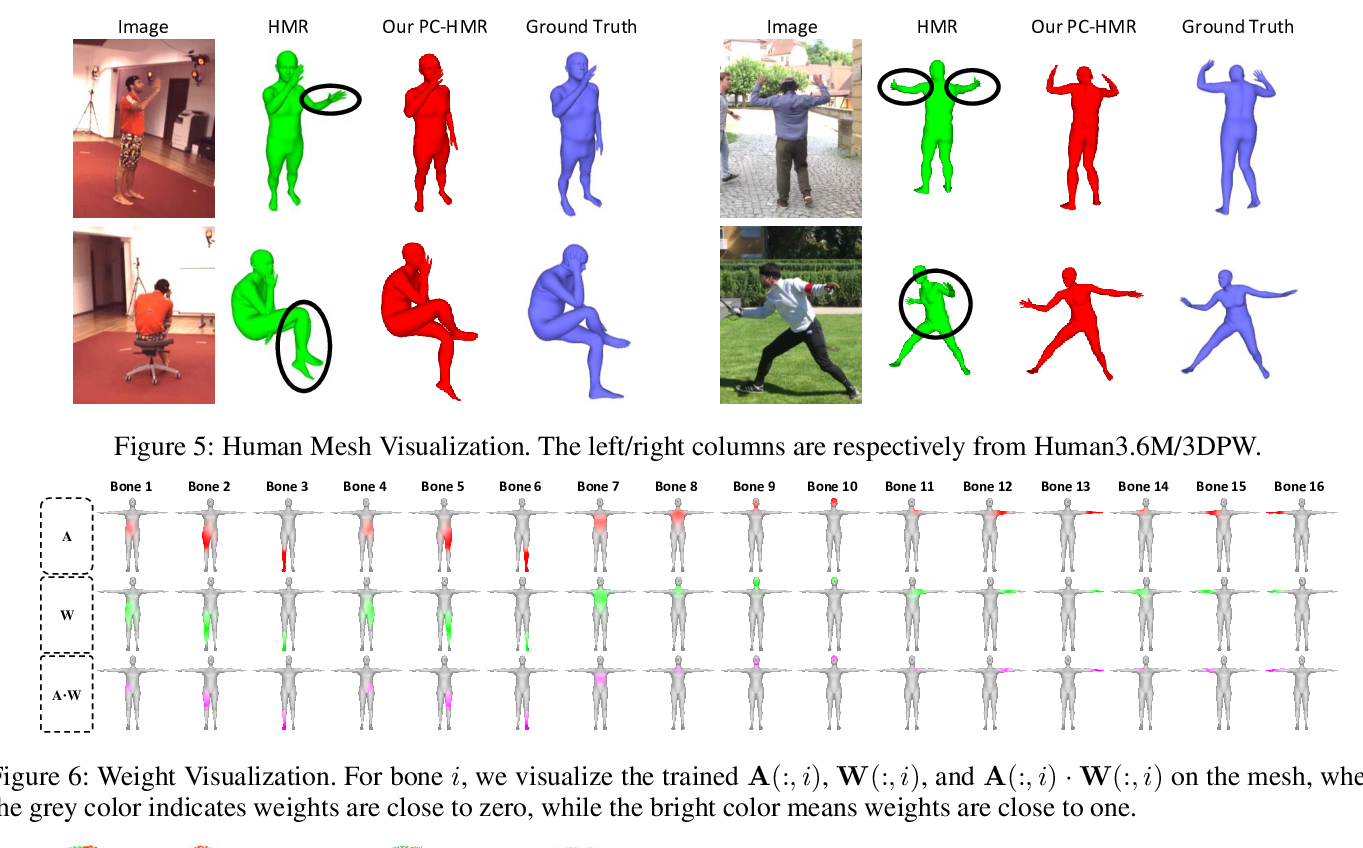 Image HMR Our PC-HMR Ground Truth Image HMR Our PC-HMR Ground Truth
Figure 5: Human Mesh Visualization. The left/right columns are respectively from Human3.6M/3DPW.
Bone 1 Bone 2 Bone 3 Bone 4 Bone 5 Bone 6 Bone 7 Bone 8 Bone 9 Bone 10 Bone 11 Bone 12 Bone 13 Bone 14 Bone 15 Bone 16
A
W
A·W
Figure 6: Weight Visualization. For bone i, we visualize the trained A(:, i), W(:, i), and A(:, i) · W(:, i) on the mesh, whe
he grey color indicates weights are close to zero, while the bright color means weights are close to one.